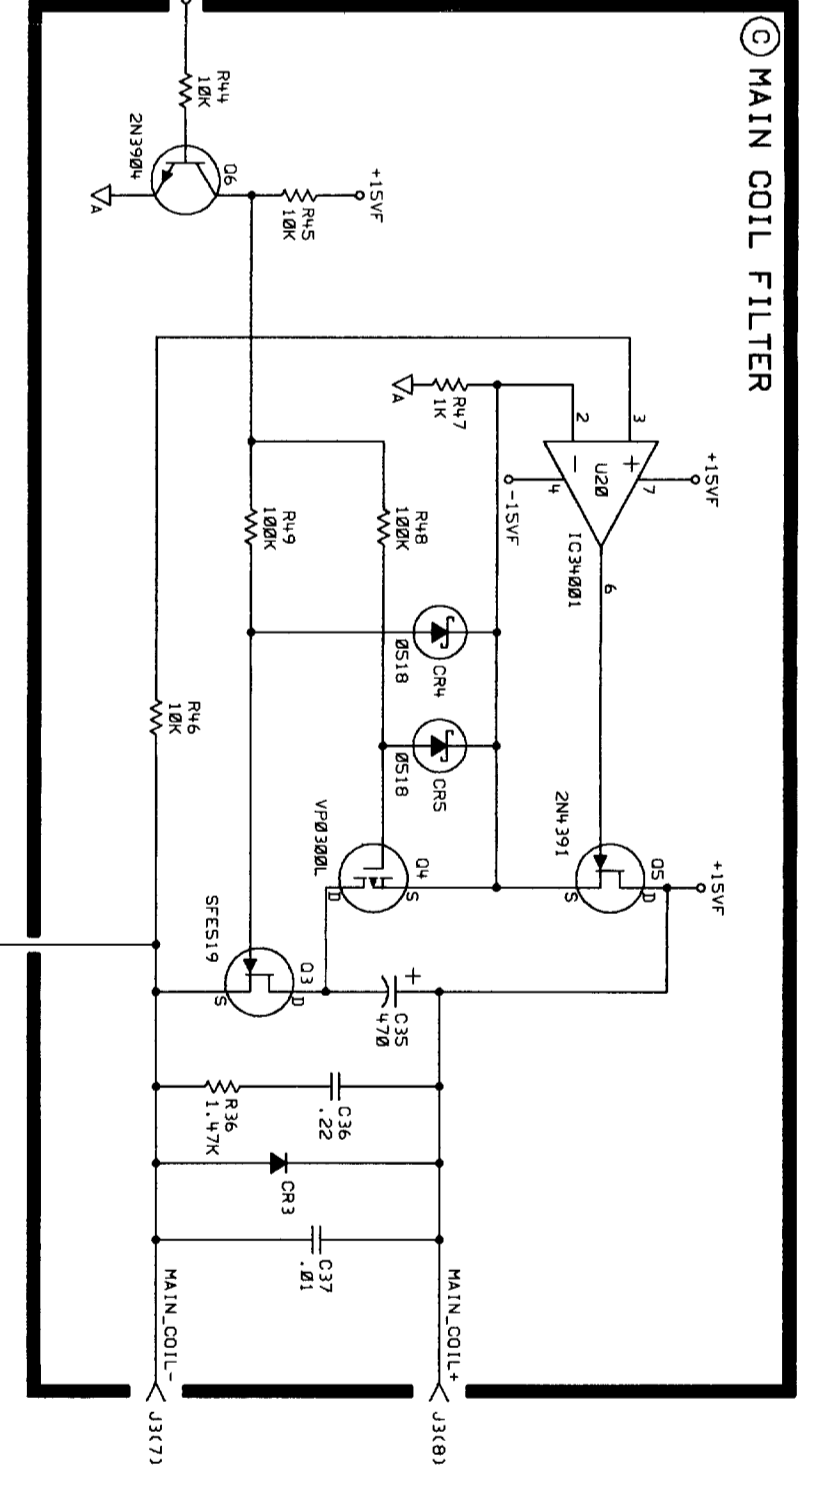 C MAIN COIL FILTER
R44
10K
2N3904
Q6
A
+15VF
R45
10K
+15VF
3
2
+
-
U20
7
4
-15VF
IC34001
6
R47
1K
A
R49
100K
R48
100K
CR4
0518
CR5
0518
R46
10K
2N4391
Q5
+15VF
S
D
VP0300L
Q4
S
D
SFE519
Q3
S
D
+
C35
470
R36
1.47K
C36
.22
CR3
C37
.01
MAIN_COIL+
MAIN_COIL-
J3(8)
J3(7)